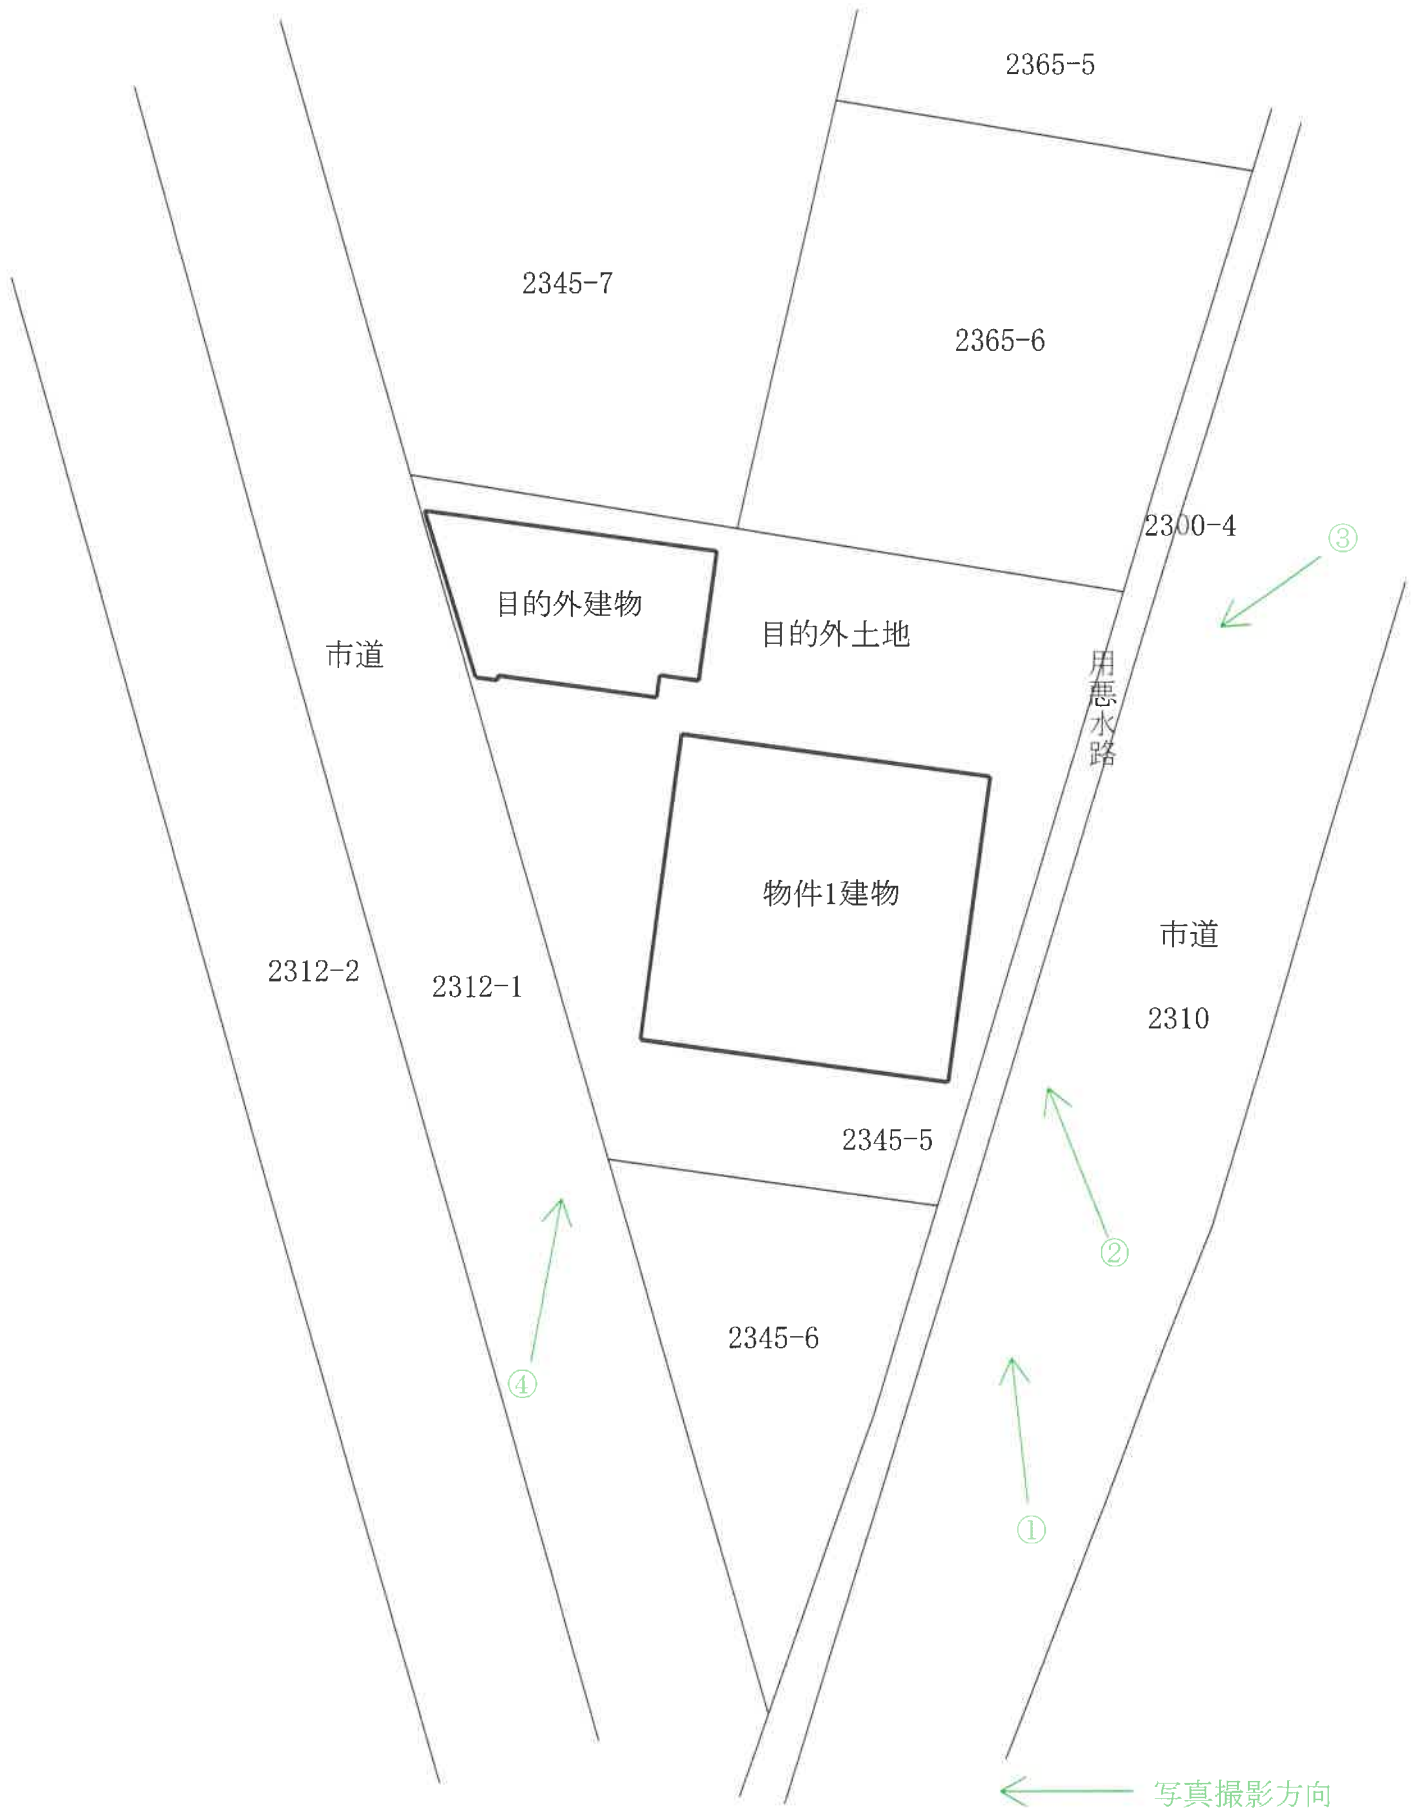 2365-5
2345-7
2365-6
2300-4
③
目的外建物
目的外土地
市道
用悪水路
物件1建物
市道
2312-2
2312-1
2310
2345-5
②
2345-6
④
①
写真撮影方向